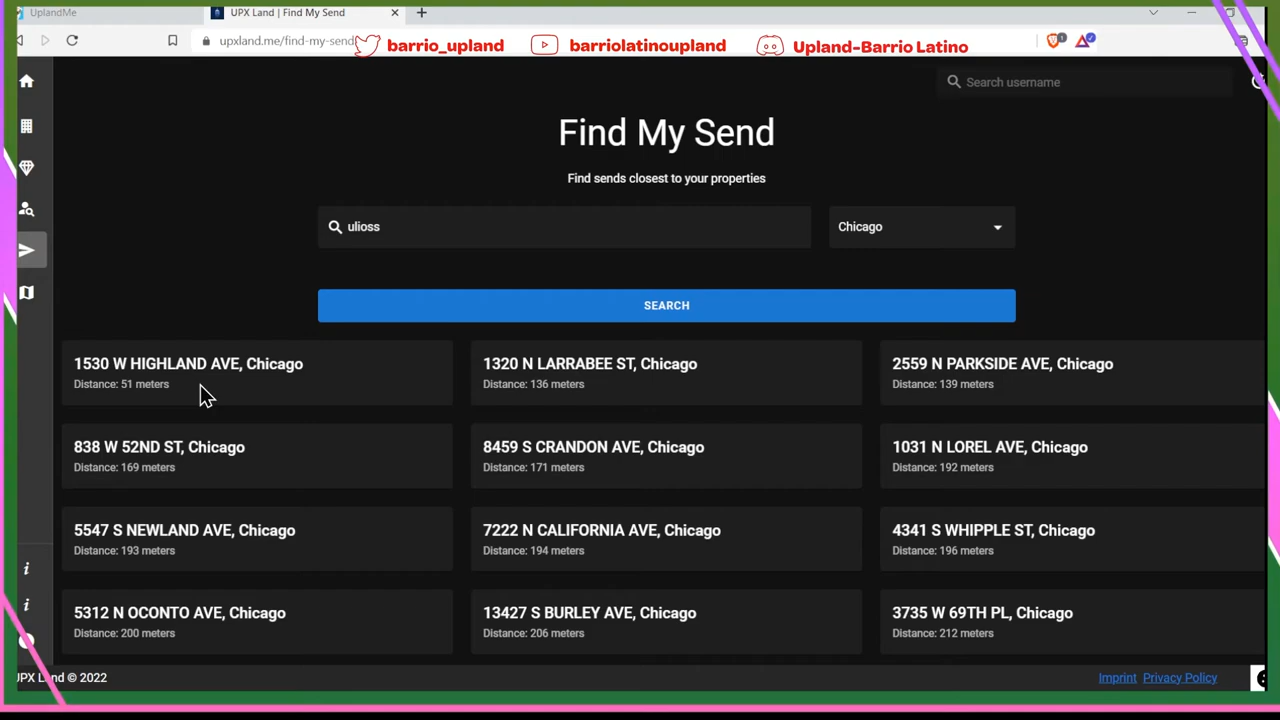 UplandMe
UPX Land | Find My Send
upxland.me/find-my-send
barrio_upland
barriolatinoupland
Upland-Barrio Latino
Search username
Find My Send
Find sends closest to your properties
ulioss
Chicago
SEARCH
1530 W HIGHLAND AVE, Chicago
Distance: 51 meters
1320 N LARRABEE ST, Chicago
Distance: 136 meters
2559 N PARKSIDE AVE, Chicago
Distance: 139 meters
838 W 52ND ST, Chicago
Distance: 169 meters
8459 S CRANDON AVE, Chicago
Distance: 171 meters
1031 N LOREL AVE, Chicago
Distance: 192 meters
5547 S NEWLAND AVE, Chicago
Distance: 193 meters
7222 N CALIFORNIA AVE, Chicago
Distance: 194 meters
4341 S WHIPPLE ST, Chicago
Distance: 196 meters
5312 N OCONTO AVE, Chicago
Distance: 200 meters
13427 S BURLEY AVE, Chicago
Distance: 206 meters
3735 W 69TH PL, Chicago
Distance: 212 meters
UPX Land © 2022
Imprint Privacy Policy